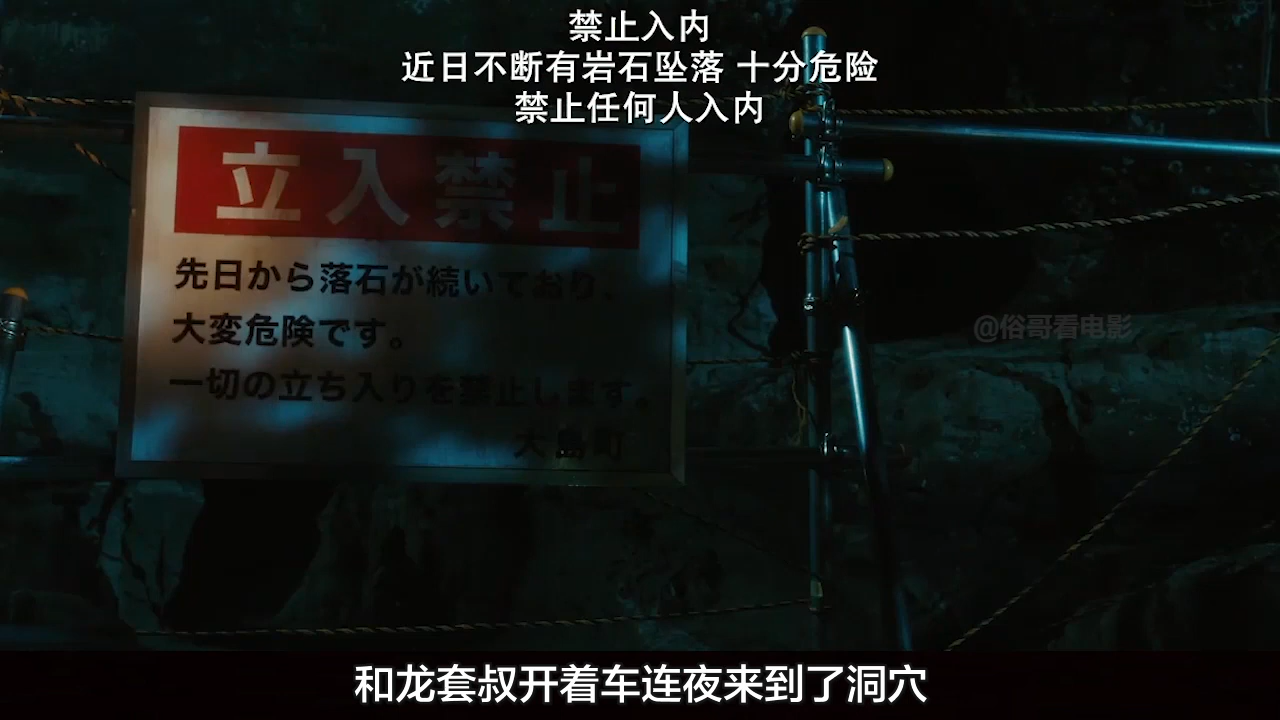 禁止入内
近日不断有岩石坠落 十分危险
禁止任何人入内
立入禁止
先日から落石が続いており、
大変危険です。
一切の立ち入りを禁止します。
大島町
@俗哥看电影
和龙套叔开着车连夜来到了洞穴